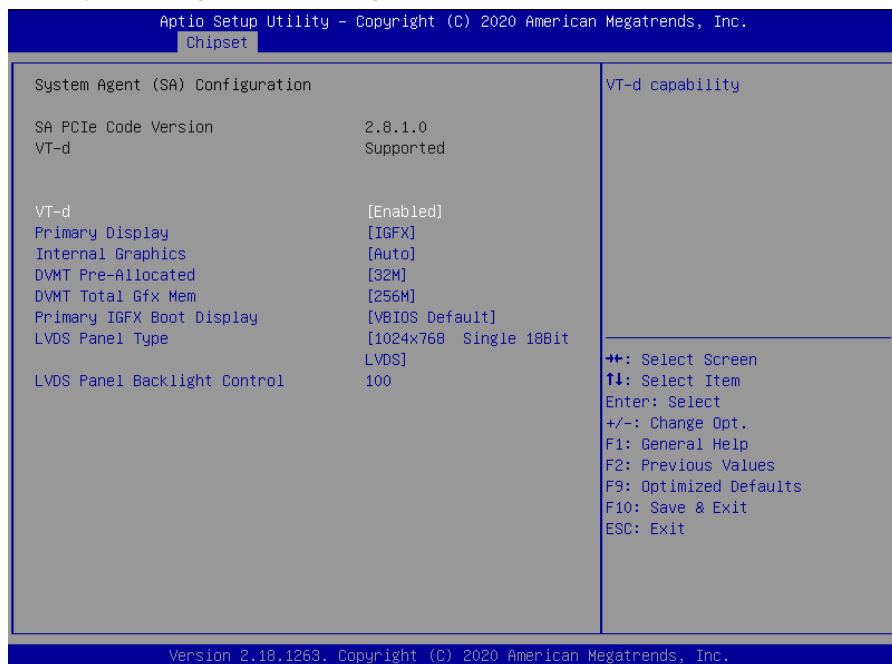 Aptio Setup Utility – Copyright (C) 2020 American Megatrends, Inc.
Chipset
System Agent (SA) Configuration
SA PCIe Code Version 2.8.1.0
VT-d Supported
VT-d [Enabled]
Primary Display [IGFX]
Internal Graphics [Auto]
DVMT Pre-Allocated [32M]
DVMT Total Gfx Mem [256M]
Primary IGFX Boot Display [VBIOS Default]
LVDS Panel Type [1024x768 Single 18Bit
LVDS]
LVDS Panel Backlight Control 100
VT-d capability
→←: Select Screen
↑↓: Select Item
Enter: Select
+/-: Change Opt.
F1: General Help
F2: Previous Values
F9: Optimized Defaults
F10: Save & Exit
ESC: Exit
Version 2.18.1263. Copyright (C) 2020 American Megatrends, Inc.